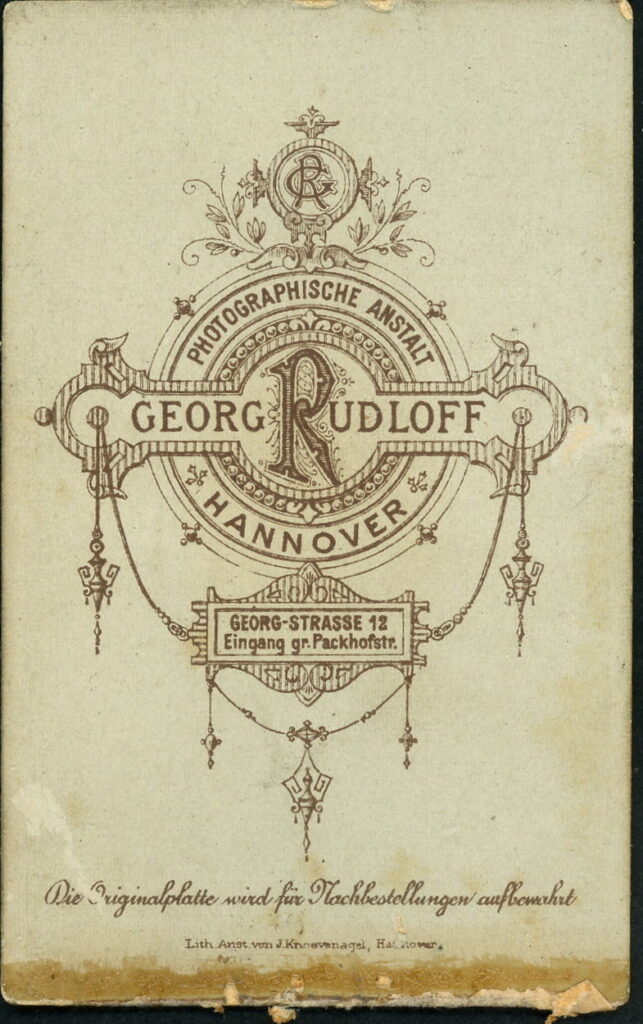 GR
PHOTOGRAPHISCHE ANSTALT
GEORG RUDLOFF
HANNOVER
GEORG-STRASSE 12
Eingang gr. Packhofstr.
Die Originalplatte wird für Nachbestellungen aufbewahrt
Lith. Anst. von J. Knoevenagel, Hannover.